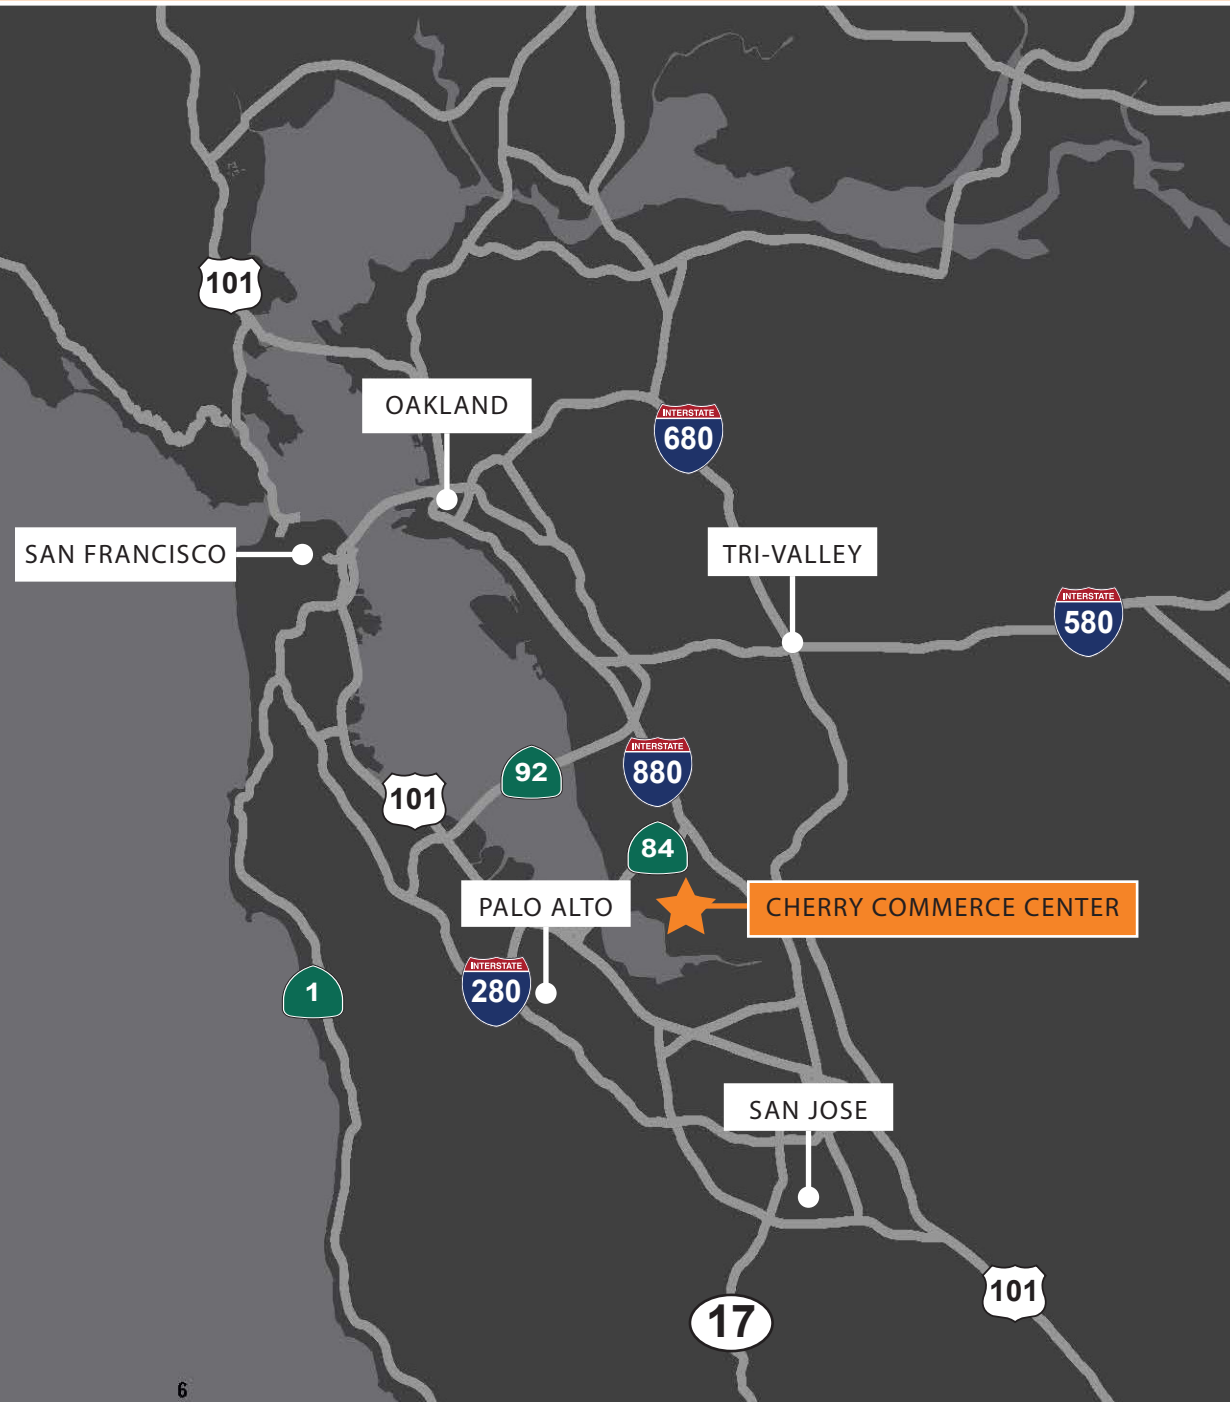 101
OAKLAND
INTERSTATE
680
SAN FRANCISCO
TRI-VALLEY
INTERSTATE
580
92
INTERSTATE
880
101
84
PALO ALTO
CHERRY COMMERCE CENTER
INTERSTATE
280
1
SAN JOSE
101
17
6